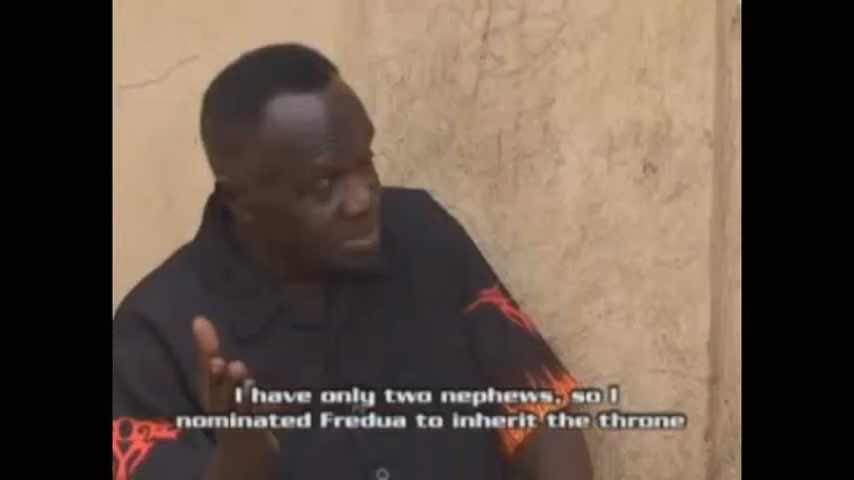 I have only two nephews, so I
nominated Fredua to inherit the throne